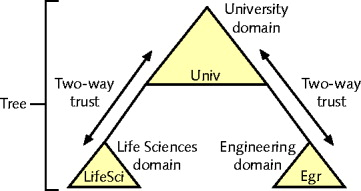 University
domain
Univ
Two-way
trust
Two-way
trust
Tree
Life Sciences
domain
Engineering
domain
LifeSci
Egr